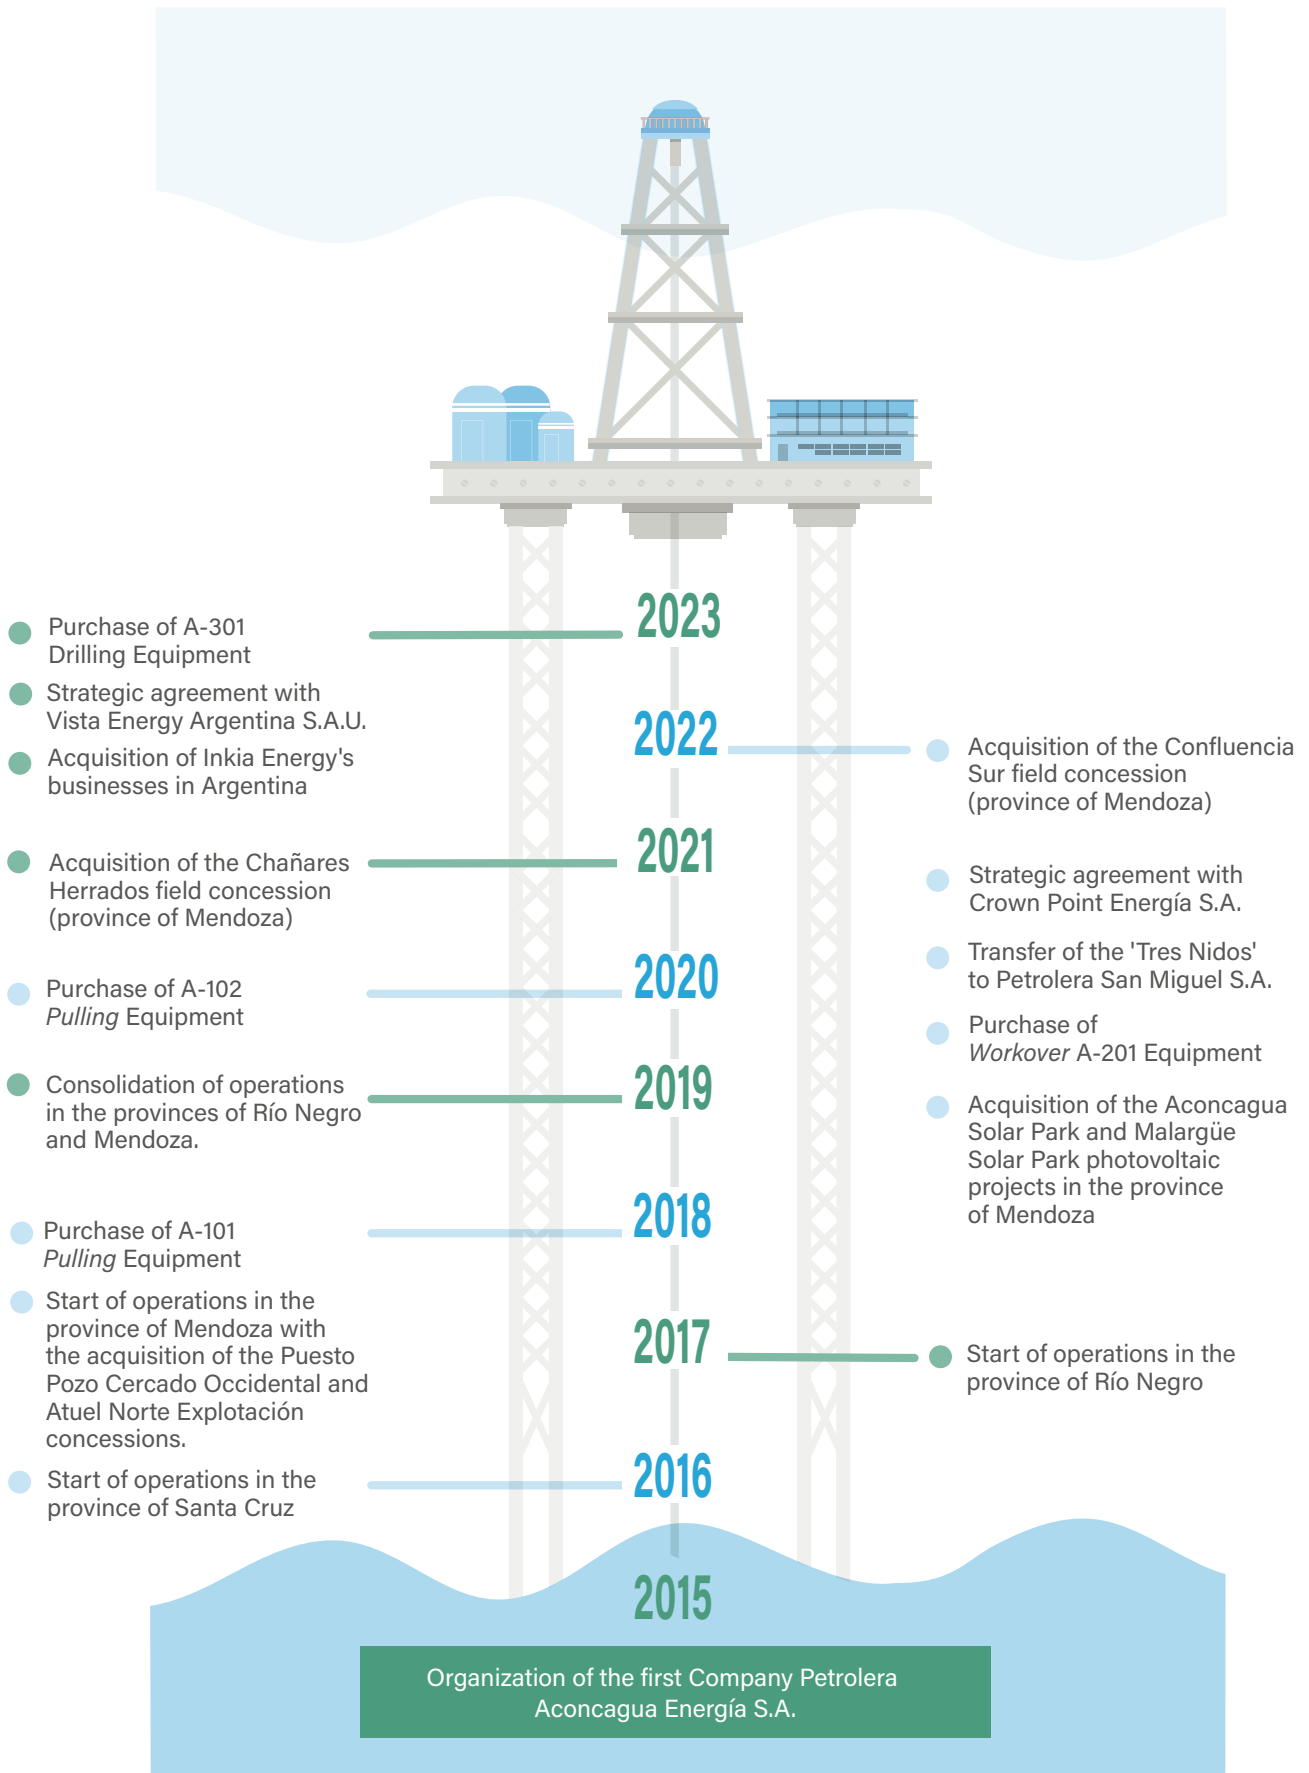 2023
Purchase of A-301
Drilling Equipment
Strategic agreement with
Vista Energy Argentina S.A.U.
Acquisition of Inkia Energy's
businesses in Argentina
2022
Acquisition of the Confluencia
Sur field concession
(province of Mendoza)
Strategic agreement with
Crown Point Energía S.A.
Transfer of the 'Tres Nidos'
to Petrolera San Miguel S.A.
Purchase of
Workover A-201 Equipment
Acquisition of the Aconcagua
Solar Park and Malargüe
Solar Park photovoltaic
projects in the province
of Mendoza
2021
Acquisition of the Chañares
Herrados field concession
(province of Mendoza)
2020
Purchase of A-102
Pulling Equipment
2019
Consolidation of operations
in the provinces of Río Negro
and Mendoza.
2018
Purchase of A-101
Pulling Equipment
Start of operations in the
province of Mendoza with
the acquisition of the Puesto
Pozo Cercado Occidental and
Atuel Norte Explotación
concessions.
2017
Start of operations in the
province of Río Negro
2016
Start of operations in the
province of Santa Cruz
2015
Organization of the first Company Petrolera
Aconcagua Energía S.A.